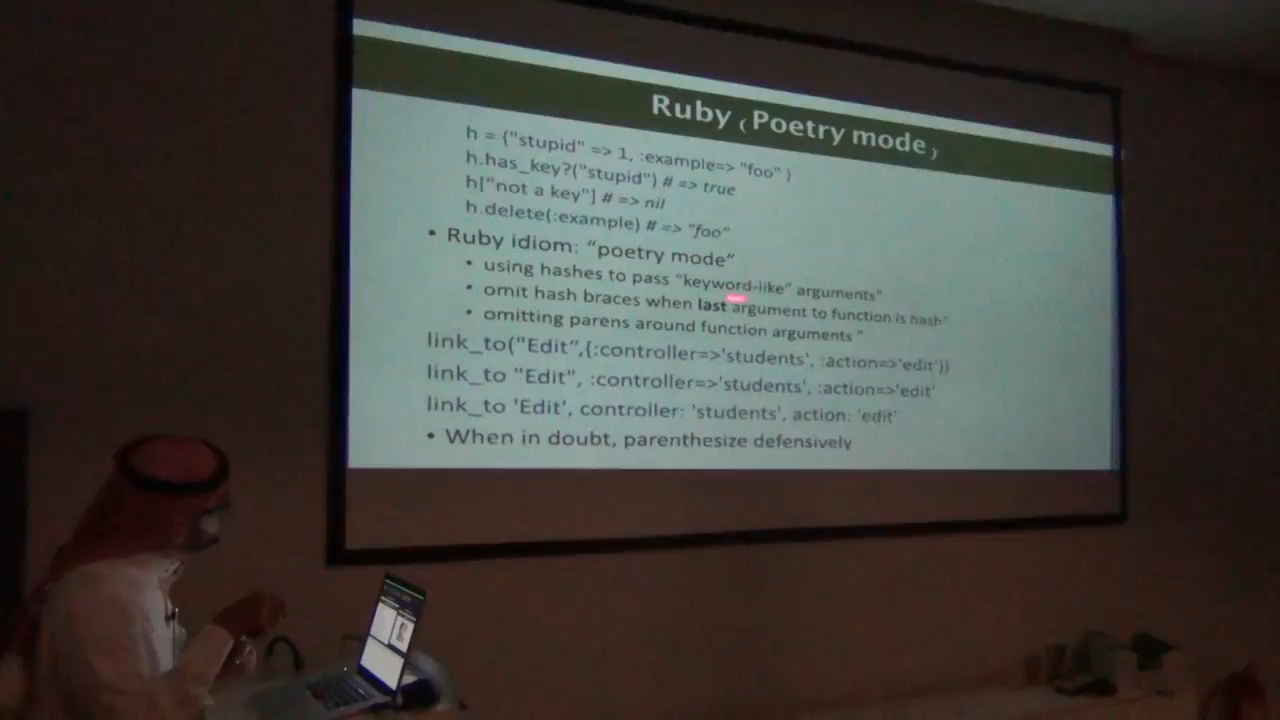 Ruby (Poetry mode)
h = {"stupid" => 1, :example=> "foo" }
h.has_key?("stupid") # => true
h["not a key"] # => nil
h.delete(:example) # => "foo"
• Ruby idiom: “poetry mode”
• using hashes to pass “keyword-like” arguments"
• omit hash braces when last argument to function is hash"
• omitting parens around function arguments "
link_to("Edit",{:controller=>'students', :action=>'edit'})
link_to "Edit", :controller=>'students', :action=>'edit'
link_to 'Edit', controller: 'students', action: 'edit'
• When in doubt, parenthesize defensively